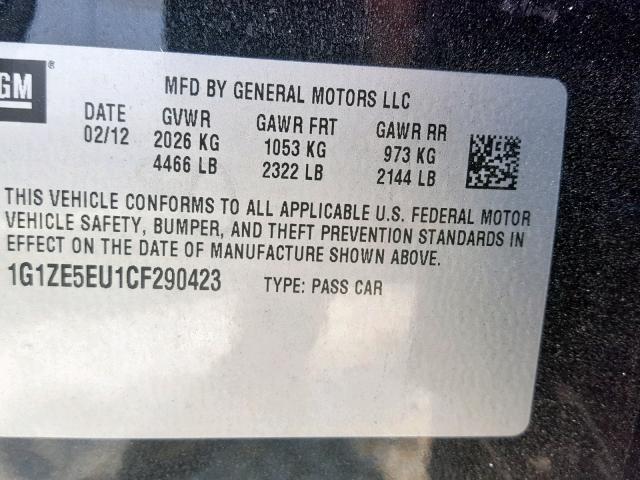 GM
MFD BY GENERAL MOTORS LLC
DATE GVWR GAWR FRT GAWR RR
02/12 2026 KG 1053 KG 973 KG
4466 LB 2322 LB 2144 LB
THIS VEHICLE CONFORMS TO ALL APPLICABLE U.S. FEDERAL MOTOR
VEHICLE SAFETY, BUMPER, AND THEFT PREVENTION STANDARDS IN
EFFECT ON THE DATE OF MANUFACTURE SHOWN ABOVE.
1G1ZE5EU1CF290423 TYPE: PASS CAR